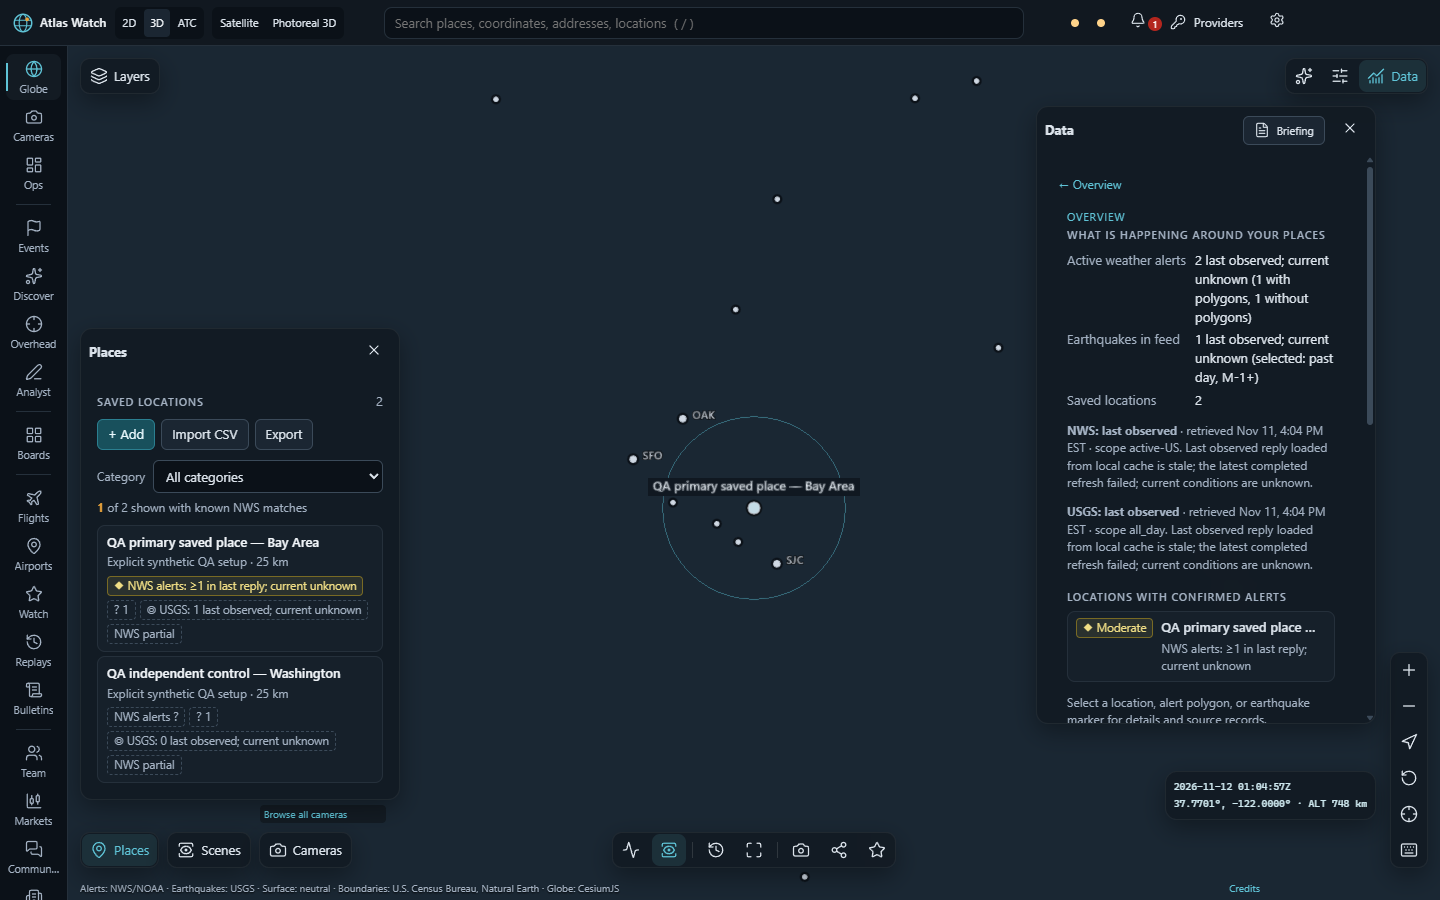 Atlas Watch
2D
3D
ATC
Satellite
Photoreal 3D
Search places, coordinates, addresses, locations ( / )
1
Providers
Globe
Cameras
Ops
Events
Discover
Overhead
Analyst
Boards
Flights
Airports
Watch
Replays
Bulletins
Team
Markets
Commun...
Layers
Data
Places
SAVED LOCATIONS
2
+ Add
Import CSV
Export
Category
All categories
1 of 2 shown with known NWS matches
QA primary saved place — Bay Area
Explicit synthetic QA setup · 25 km
◆ NWS alerts: ≥1 in last reply; current unknown
? 1
◎ USGS: 1 last observed; current unknown
NWS partial
QA independent control — Washington
Explicit synthetic QA setup · 25 km
NWS alerts ?
? 1
◎ USGS: 0 last observed; current unknown
NWS partial
Browse all cameras
Places
Scenes
Cameras
OAK
SFO
QA primary saved place — Bay Area
SJC
Data
Briefing
← Overview
OVERVIEW
WHAT IS HAPPENING AROUND YOUR PLACES
Active weather alerts
2 last observed; current
unknown (1 with
polygons, 1 without
polygons)
Earthquakes in feed
1 last observed; current
unknown (selected: past
day, M-1+)
Saved locations
2
NWS: last observed · retrieved Nov 11, 4:04 PM
EST · scope active-US. Last observed reply loaded
from local cache is stale; the latest completed
refresh failed; current conditions are unknown.
USGS: last observed · retrieved Nov 11, 4:04 PM
EST · scope all_day. Last observed reply loaded
from local cache is stale; the latest completed
refresh failed; current conditions are unknown.
LOCATIONS WITH CONFIRMED ALERTS
◆ Moderate
QA primary saved place ...
NWS alerts: ≥1 in last reply;
current unknown
Select a location, alert polygon, or earthquake
marker for details and source records.
2026-11-12 01:04:57Z
37.7701°, -122.0000° · ALT 748 km
Alerts: NWS/NOAA · Earthquakes: USGS · Surface: neutral · Boundaries: U.S. Census Bureau, Natural Earth · Globe: CesiumJS
Credits